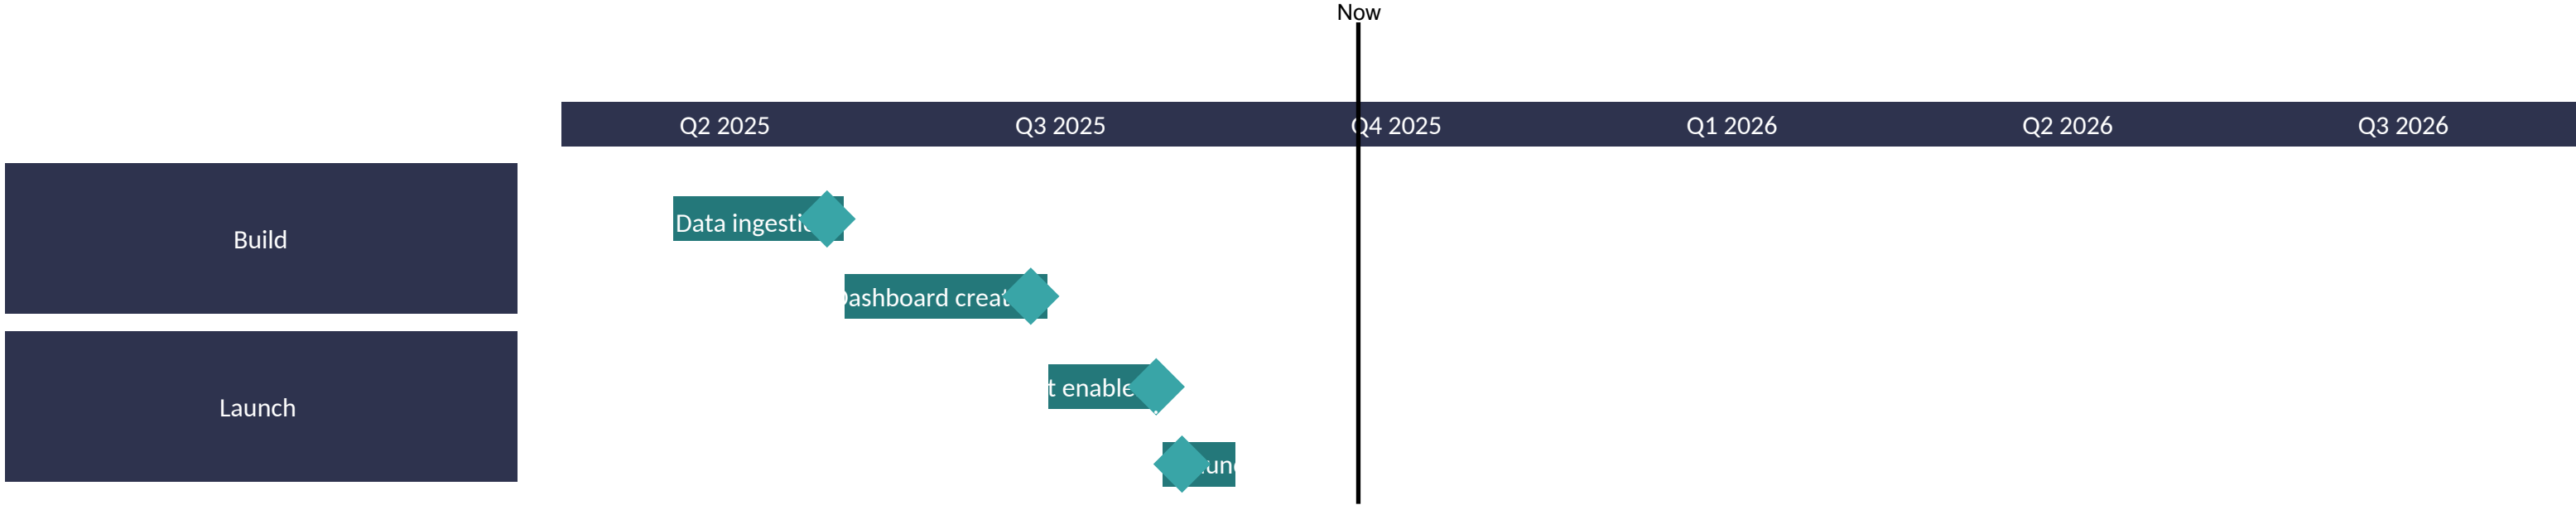 Now
Q2 2025 Q3 2025 Q4 2025 Q1 2026 Q2 2026 Q3 2026
Build
Data ingesti
ashboard creat
Launch
t enable
un